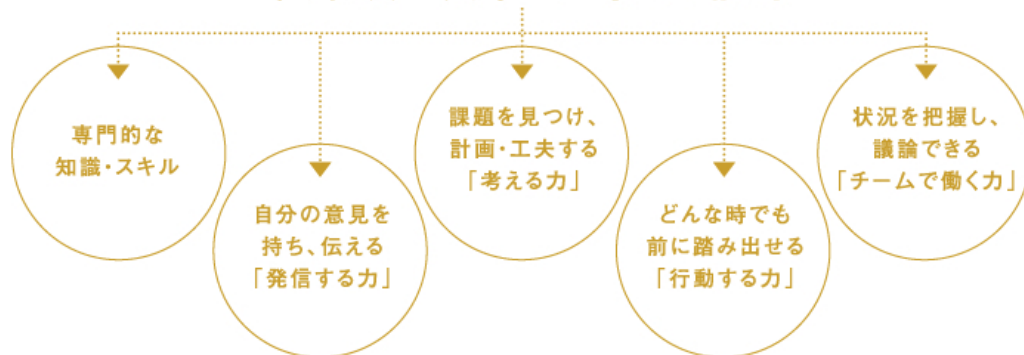 専門的な
知識・スキル
自分の意見を
持ち、伝える
「発信する力」
課題を見つけ、
計画・工夫する
「考える力」
どんな時でも
前に踏み出せる
「行動する力」
状況を把握し、
議論できる
「チームで働く力」